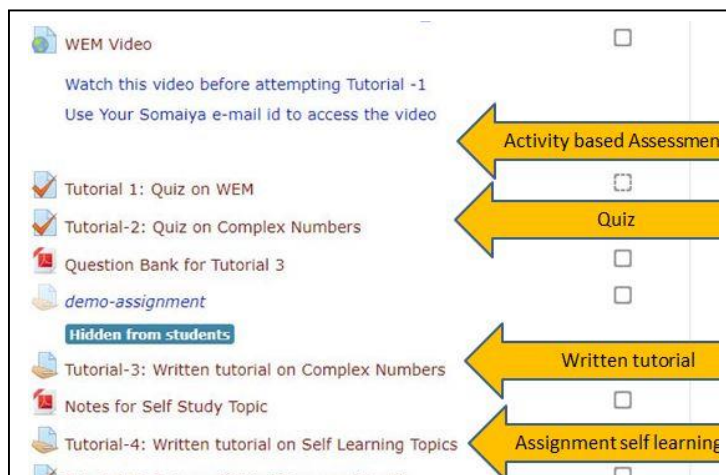 WEM Video
Watch this video before attempting Tutorial -1
Use Your Somaiya e-mail id to access the video
Activity based Assessmen
Tutorial 1: Quiz on WEM
Tutorial-2: Quiz on Complex Numbers
Quiz
Question Bank for Tutorial 3
demo-assignment
Hidden from students
Tutorial-3: Written tutorial on Complex Numbers
Written tutorial
Notes for Self Study Topic
Tutorial-4: Written tutorial on Self Learning Topics
Assignment self learning